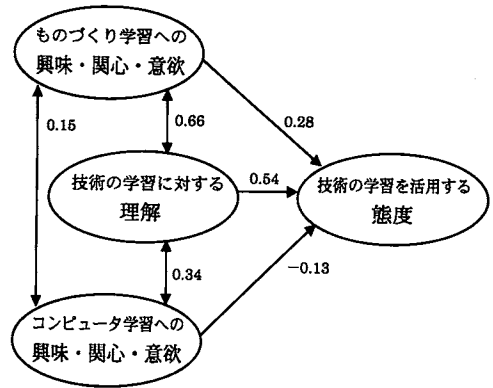 ものづくり学習への
興味・関心・意欲
0.15
0.66
0.28
技術の学習に対する
理解
0.54
技術の学習を活用する
態度
0.34
−0.13
コンピュータ学習への
興味・関心・意欲